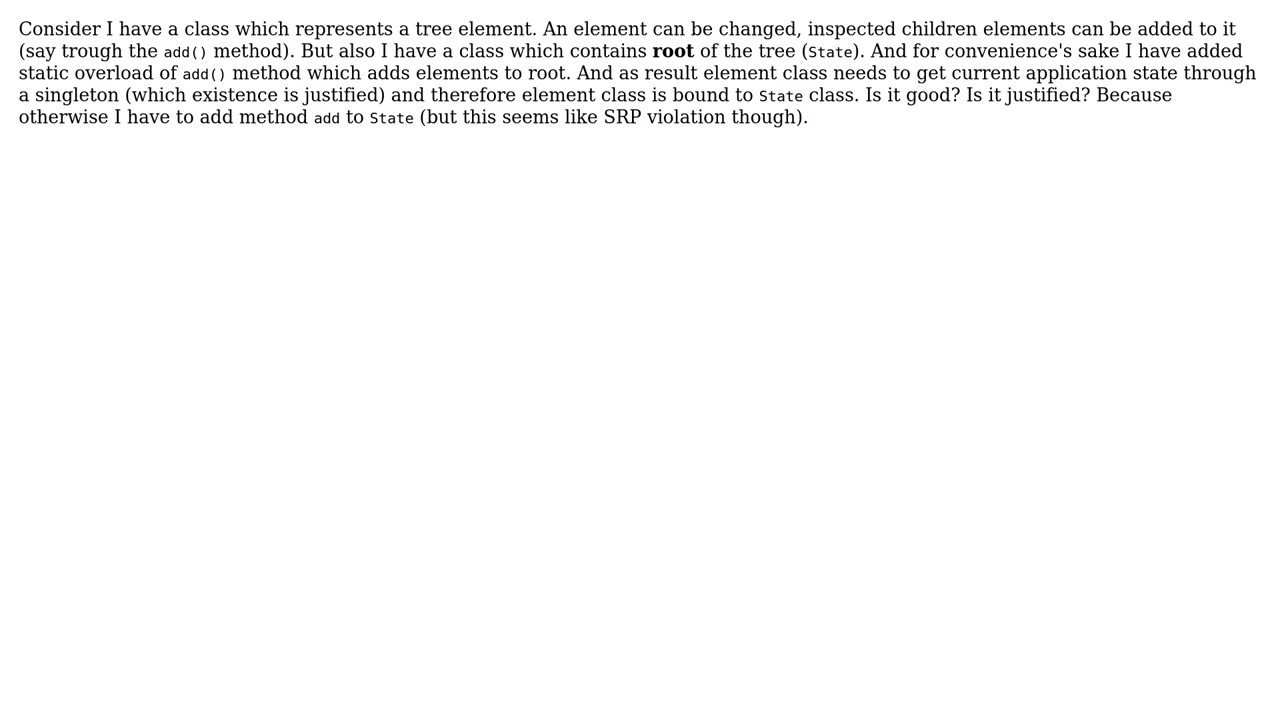 Consider I have a class which represents a tree element. An element can be changed, inspected children elements can be added to it
(say trough the add() method). But also I have a class which contains root of the tree (State). And for convenience's sake I have added
static overload of add() method which adds elements to root. And as result element class needs to get current application state through
a singleton (which existence is justified) and therefore element class is bound to State class. Is it good? Is it justified? Because
otherwise I have to add method add to State (but this seems like SRP violation though).